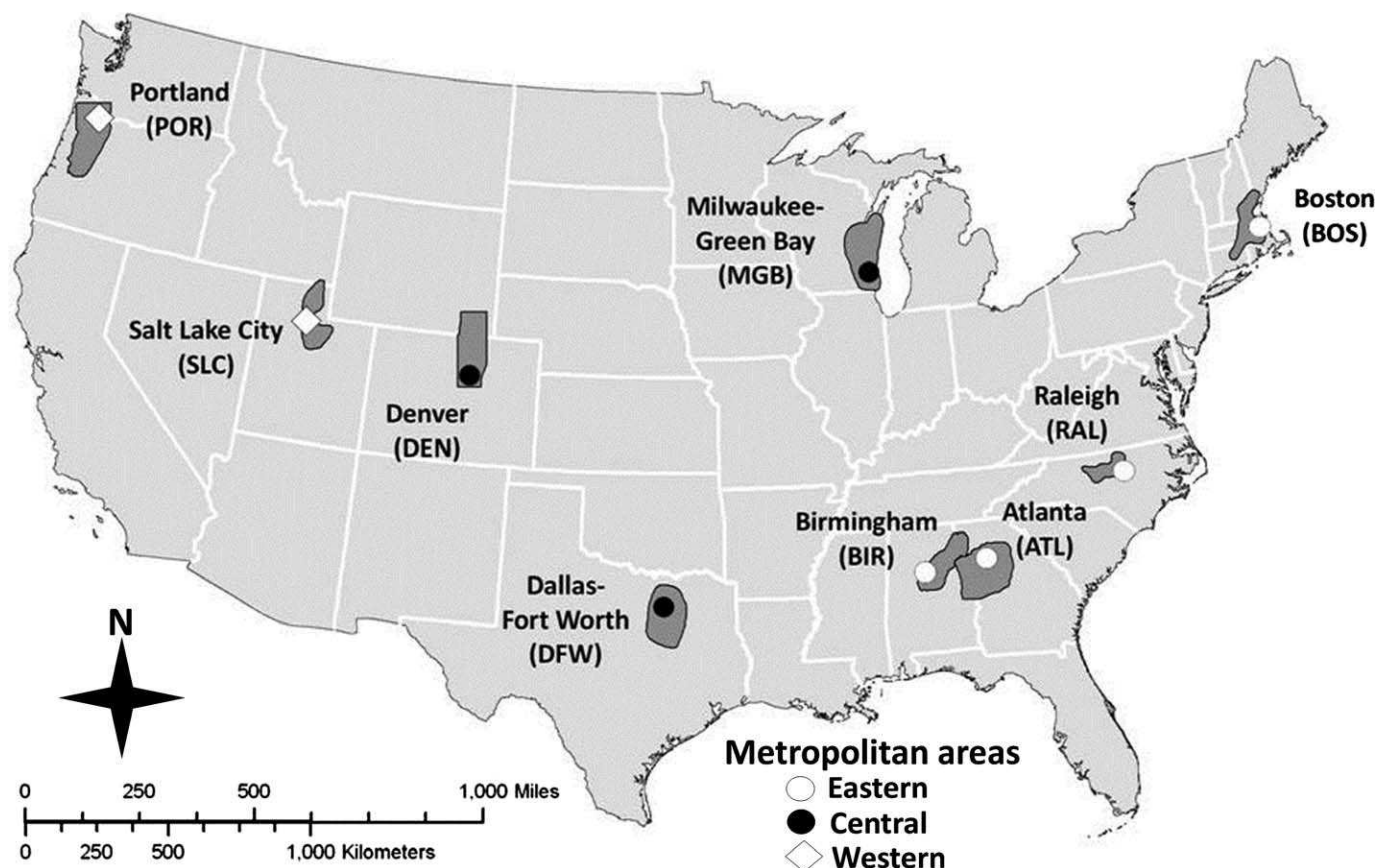 Portland
(POR)
Milwaukee-
Green Bay
(MGB)
Boston
(BOS)
Salt Lake City
(SLC)
Denver
(DEN)
Raleigh
(RAL)
Birmingham
(BIR)
Atlanta
(ATL)
Dallas-
Fort Worth
(DFW)
N
Metropolitan areas
Eastern
Central
Western
0 250 500 1,000 Miles
0 250 500 1,000 Kilometers